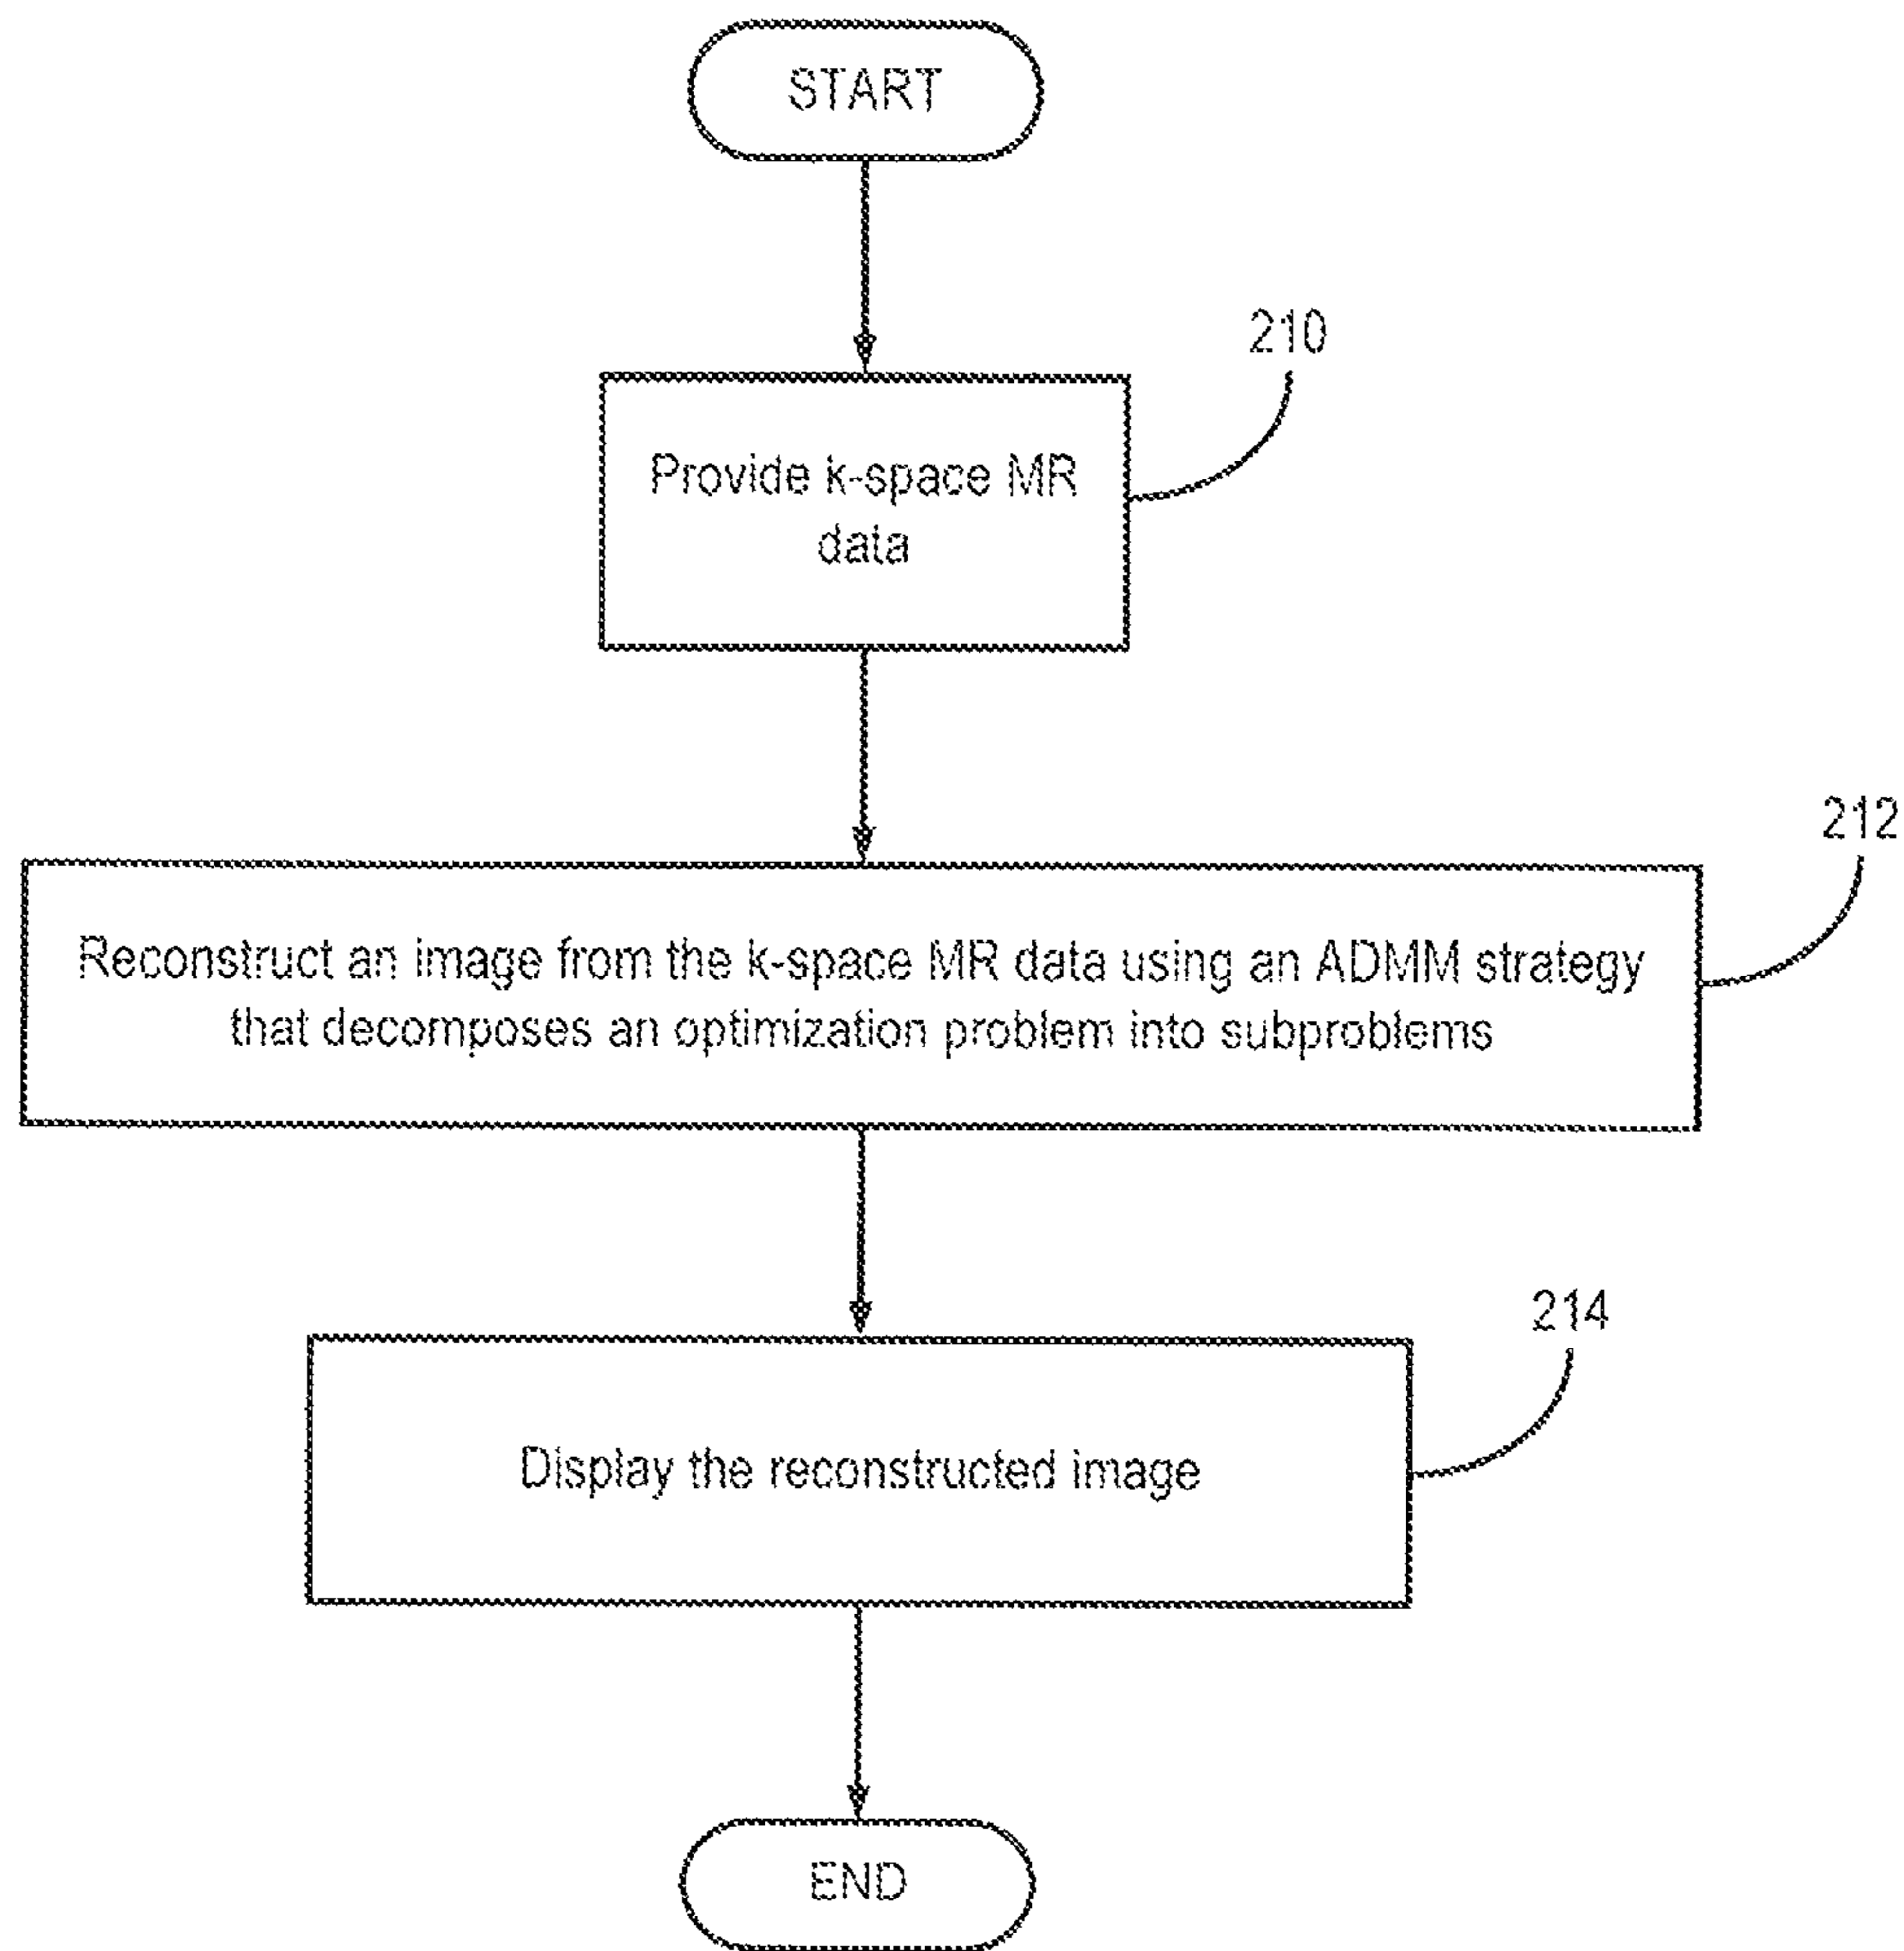 START
210
Provide k-space MR
data
212
Reconstruct an image from the k-space MR data using an ADMM strategy
that decomposes an optimization problem into subproblems
214
Display the reconstructed image
END